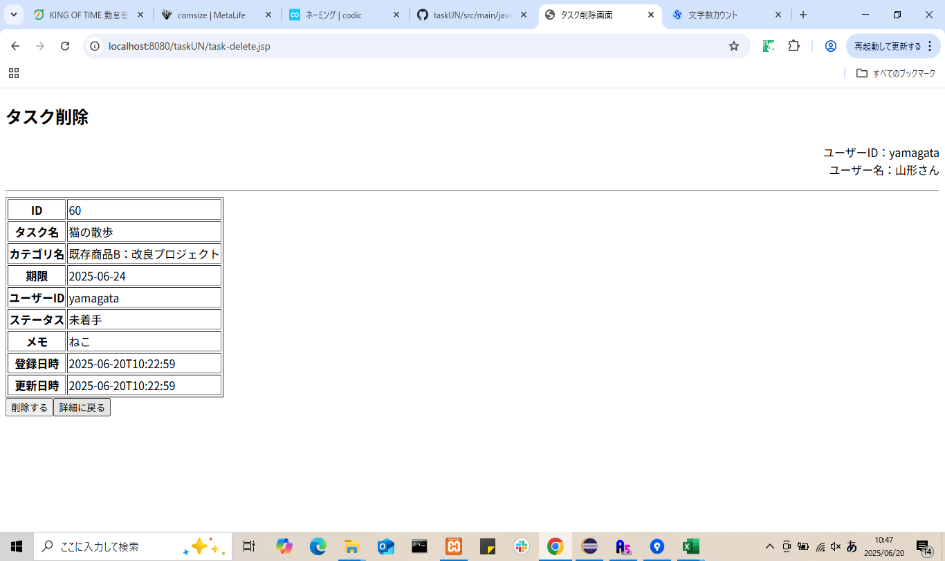 KING OF TIME 勤怠モ
comsize | MetaLife
ネーミング | codic
taskUN/src/main/java
タスク削除画面
文字数カウント
localhost:8080/taskUN/task-delete.jsp
再起動して更新する
すべてのブックマーク
タスク削除
ユーザーID：yamagata
ユーザー名：山形さん
ID 60
タスク名 猫の散歩
カテゴリ名 既存商品B：改良プロジェクト
期限 2025-06-24
ユーザーID yamagata
ステータス 未着手
メモ ねこ
登録日時 2025-06-20T10:22:59
更新日時 2025-06-20T10:22:59
削除する 詳細に戻る
ここに入力して検索
あ
10:47
2025/06/20
14